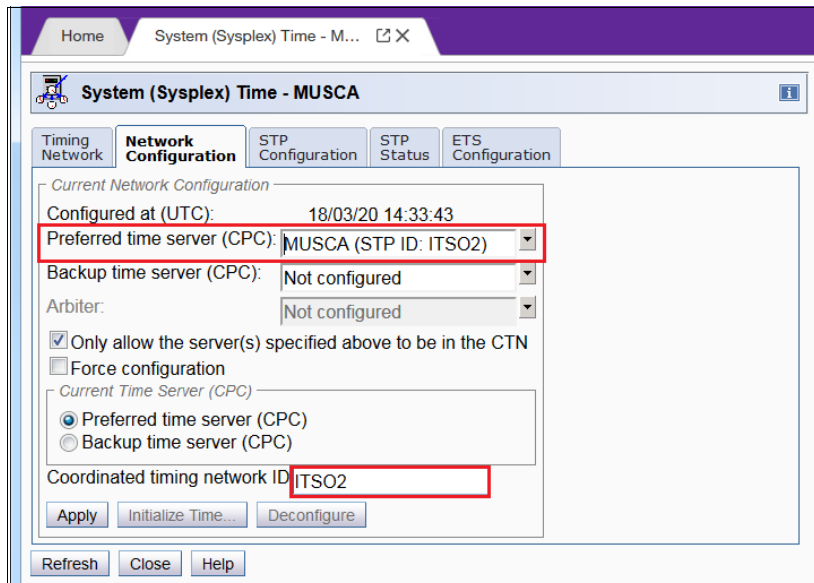 Home
System (Sysplex) Time - M...
System (Sysplex) Time - MUSCA
i
Timing Network
Network Configuration
STP Configuration
STP Status
ETS Configuration
Current Network Configuration
Configured at (UTC): 18/03/20 14:33:43
Preferred time server (CPC): MUSCA (STP ID: ITSO2)
Backup time server (CPC): Not configured
Arbiter: Not configured
Only allow the server(s) specified above to be in the CTN
Force configuration
Current Time Server (CPC)
Preferred time server (CPC)
Backup time server (CPC)
Coordinated timing network ID ITSO2
Apply Initialize Time... Deconfigure
Refresh Close Help